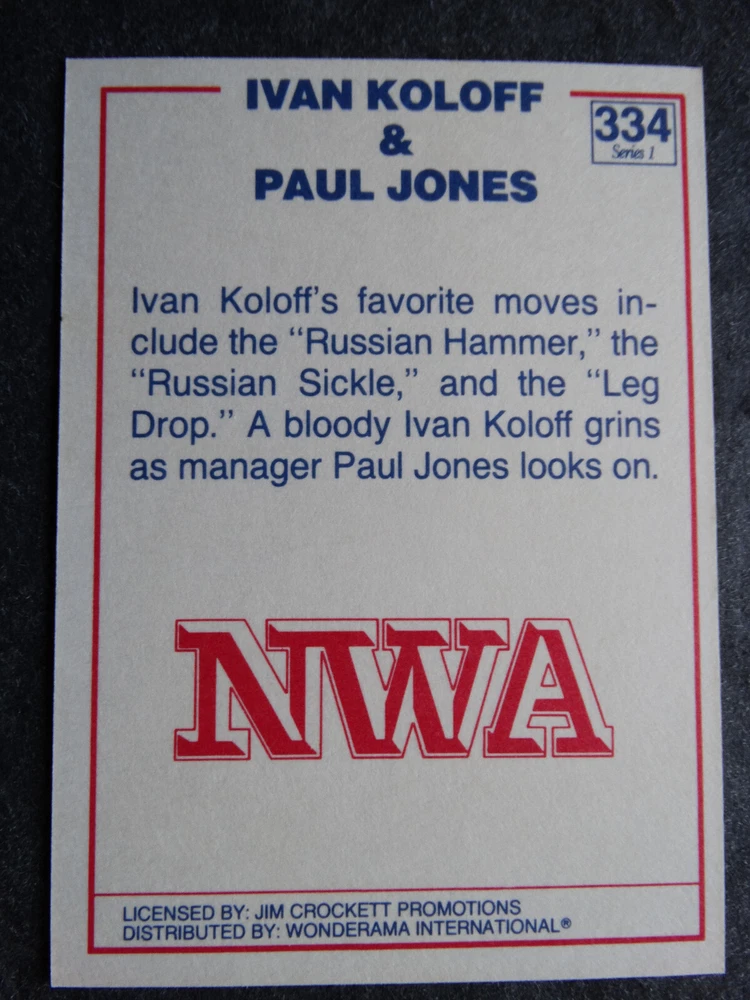 IVAN KOLOFF
&
PAUL JONES
334
Series 1
Ivan Koloff's favorite moves in-
clude the "Russian Hammer," the
"Russian Sickle," and the "Leg
Drop." A bloody Ivan Koloff grins
as manager Paul Jones looks on.
NWA
LICENSED BY: JIM CROCKETT PROMOTIONS
DISTRIBUTED BY: WONDERAMA INTERNATIONAL®